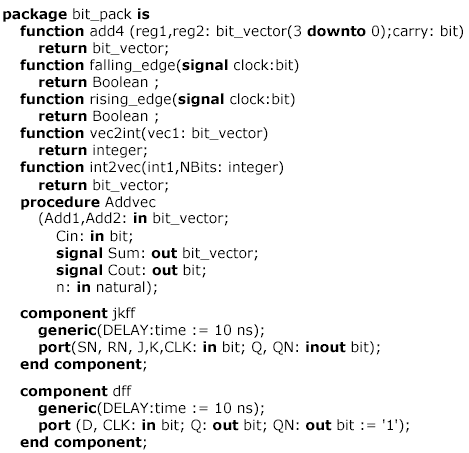 package bit_pack is
function add4 (reg1,reg2: bit_vector(3 downto 0);carry: bit)
return bit_vector;
function falling_edge(signal clock:bit)
return Boolean ;
function rising_edge(signal clock:bit)
return Boolean ;
function vec2int(vec1: bit_vector)
return integer;
function int2vec(int1,NBits: integer)
return bit_vector;
procedure Addvec
(Add1,Add2: in bit_vector;
Cin: in bit;
signal Sum: out bit_vector;
signal Cout: out bit;
n: in natural);
component jkff
generic(DELAY:time := 10 ns);
port(SN, RN, J,K,CLK: in bit; Q, QN: inout bit);
end component;
component dff
generic(DELAY:time := 10 ns);
port (D, CLK: in bit; Q: out bit; QN: out bit := '1');
end component;